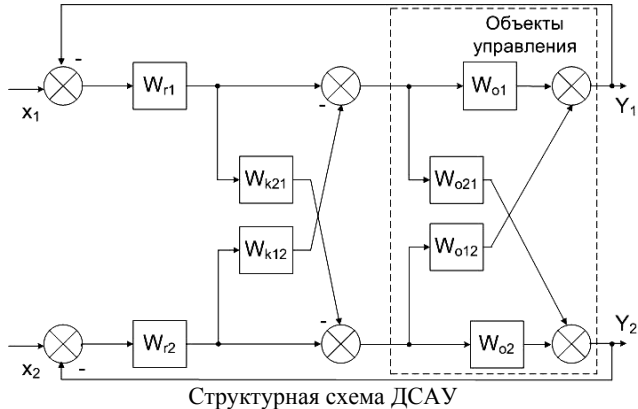 Объекты
управления
-
x₁
Wᵣ₁
-
Wₒ₁
Y₁
Wₖ₂₁
Wₒ₂₁
Wₖ₁₂
Wₒ₁₂
-
x₂
-
Wᵣ₂
Wₒ₂
Y₂
Структурная схема ДСАУ